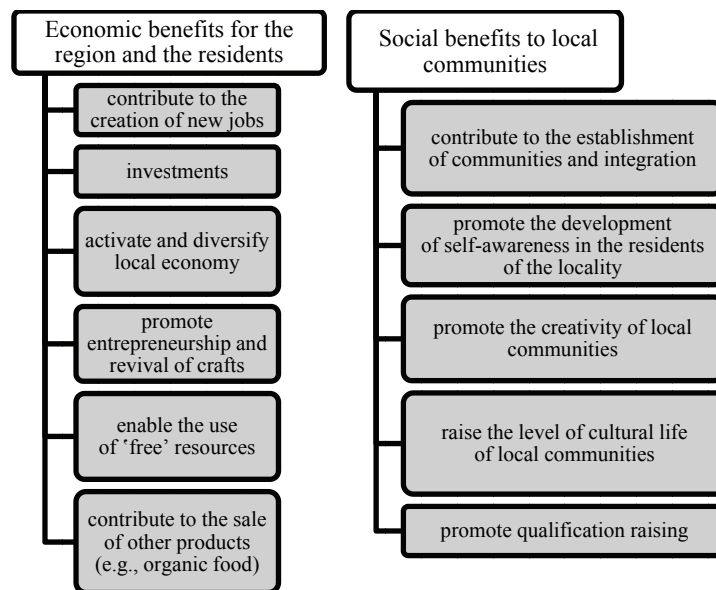 Economic benefits for the
region and the residents
contribute to the
creation of new jobs
investments
activate and diversify
local economy
promote
entrepreneurship and
revival of crafts
enable the use
of ‛free’ resources
contribute to the sale
of other products
(e.g., organic food)
Social benefits to local
communities
contribute to the establishment
of communities and integration
promote the development
of self-awareness in the residents
of the locality
promote the creativity of local
communities
raise the level of cultural life
of local communities
promote qualification raising